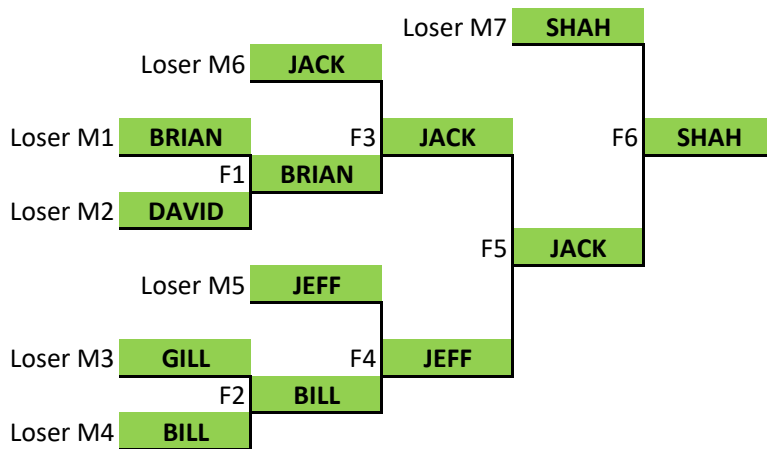 Loser M7 SHAH
Loser M6 JACK
Loser M1 BRIAN F3 JACK F6 SHAH
F1 BRIAN
Loser M2 DAVID
F5 JACK
Loser M5 JEFF
Loser M3 GILL F4 JEFF
F2 BILL
Loser M4 BILL